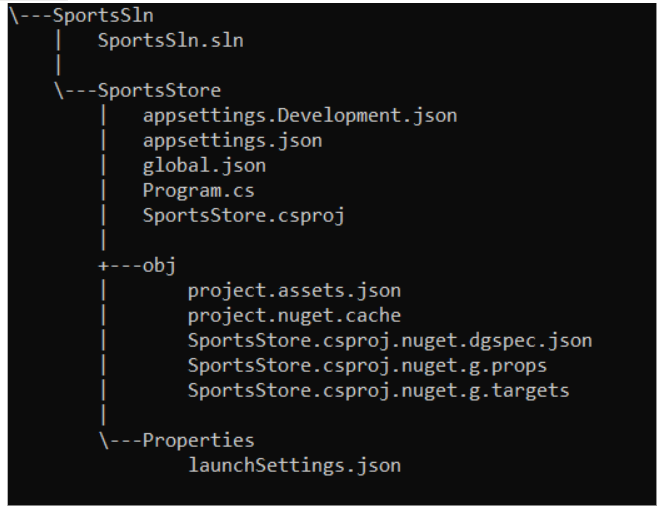 \---SportsSln
    |   SportsSln.sln
    |
    \---SportsStore
        |   appsettings.Development.json
        |   appsettings.json
        |   global.json
        |   Program.cs
        |   SportsStore.csproj
        |
        +---obj
        |       project.assets.json
        |       project.nuget.cache
        |       SportsStore.csproj.nuget.dgspec.json
        |       SportsStore.csproj.nuget.g.props
        |       SportsStore.csproj.nuget.g.targets
        |
        \---Properties
                launchSettings.json